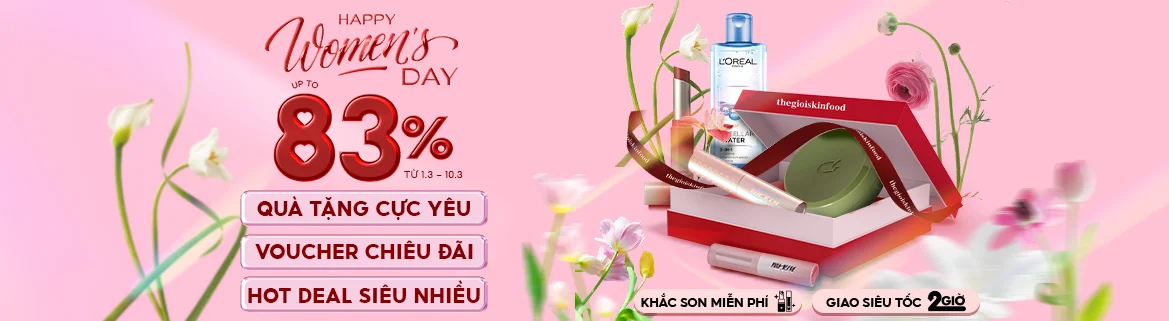 HAPPY
Women's
DAY
UP TO
83%
TỪ 1.3 – 10.3
QUÀ TẶNG CỰC YÊU
VOUCHER CHIÊU ĐÃI
HOT DEAL SIÊU NHIỀU
L'ORÉAL
thegioiskinfood
WATER
thegioiskinfood
thegioiskinfood
thegioiskinfood
KHẮC SON MIỄN PHÍ
GIAO SIÊU TỐC 2GIỜ